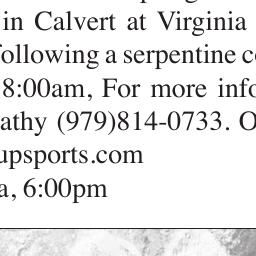 in Calvert at Virginia
following a serpentine
8:00am, For more info
athy (979)814-0733.
upsports.com
a, 6:00pm